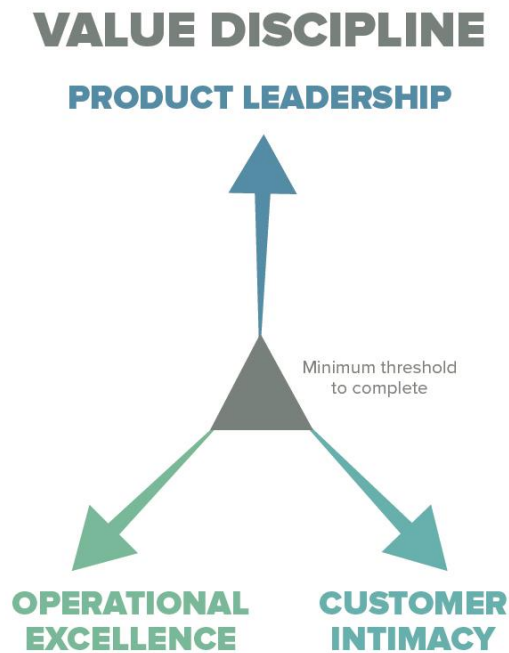 VALUE DISCIPLINE
PRODUCT LEADERSHIP
Minimum threshold
to complete
OPERATIONAL
EXCELLENCE
CUSTOMER
INTIMACY